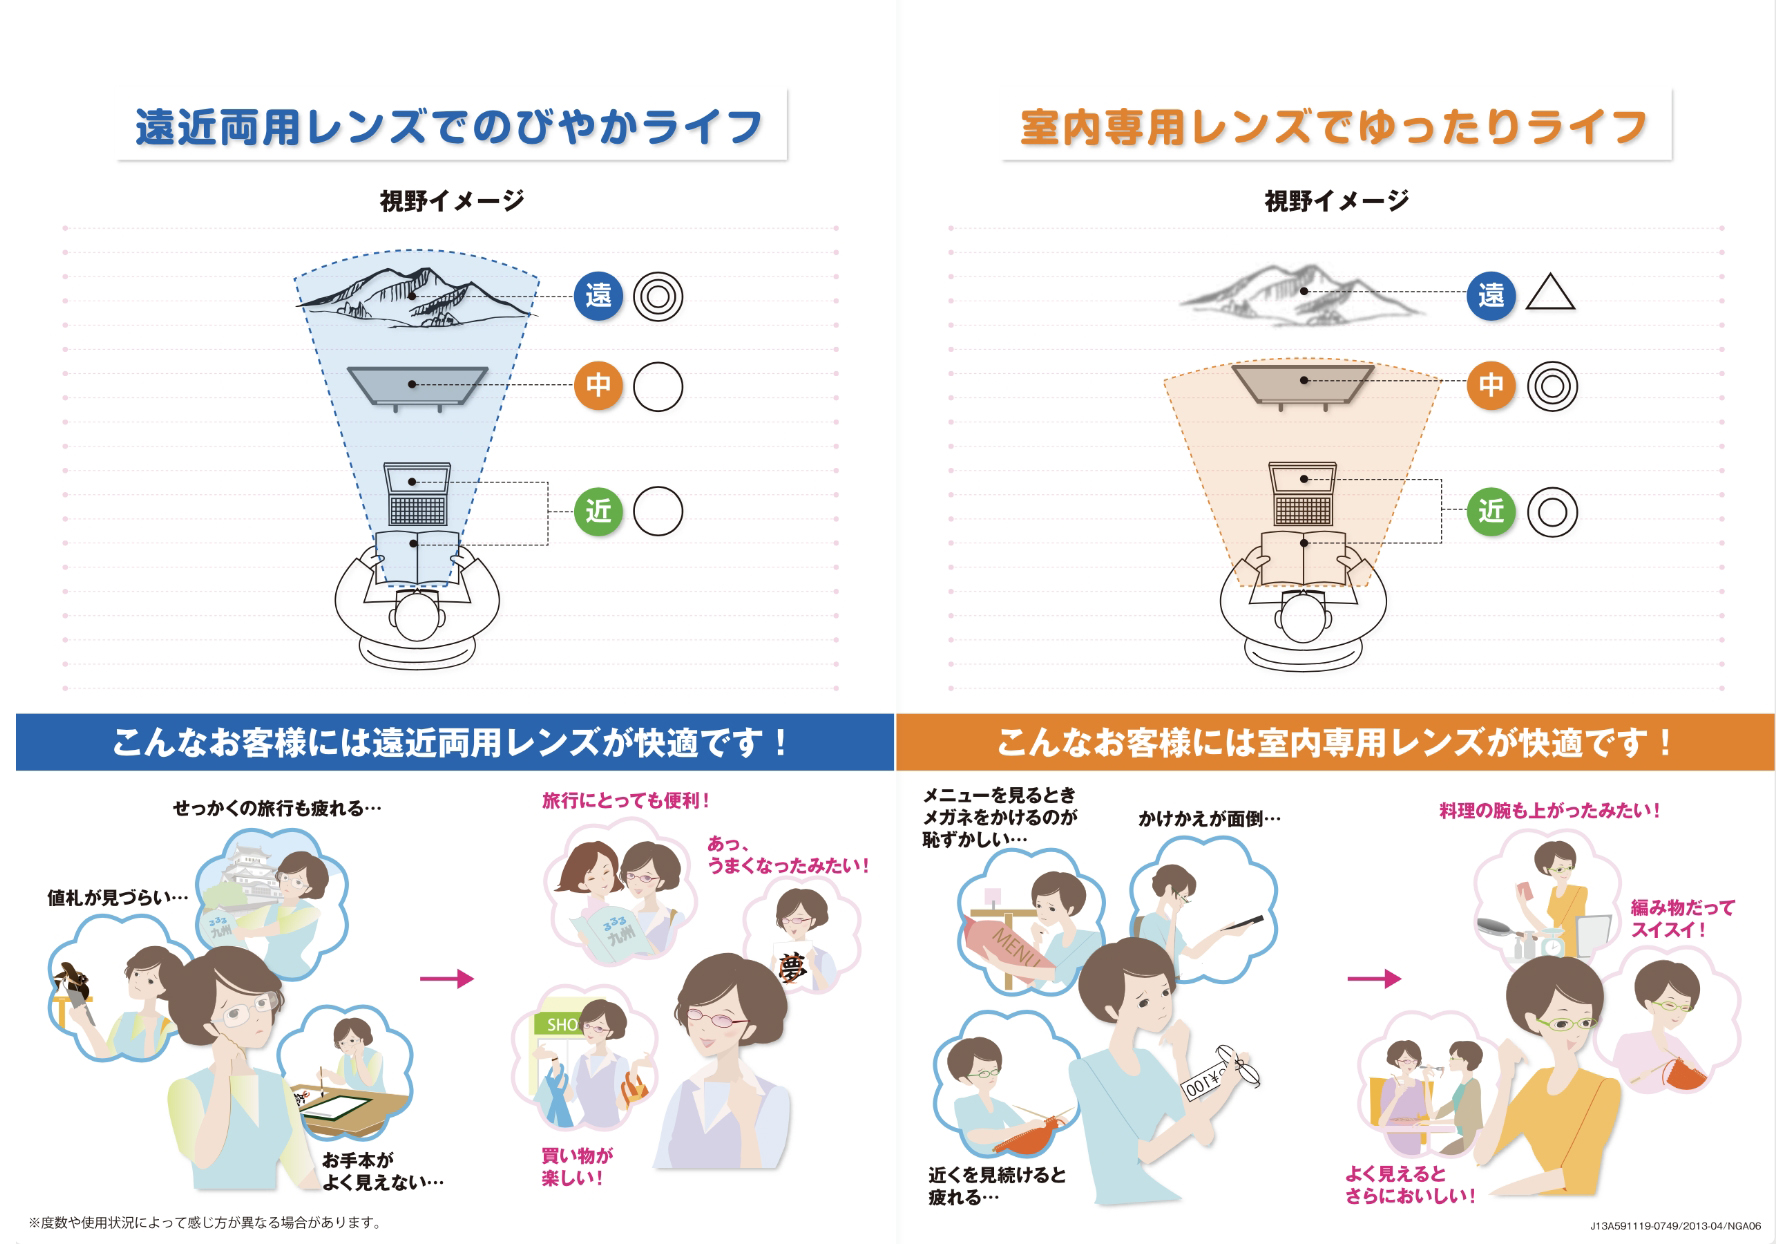 遠近両用レンズでのびやかライフ
視野イメージ
遠
中
近
こんなお客様には遠近両用レンズが快適です！
せっかくの旅行も疲れる…
値札が見づらい…
るるる
九州
お手本が
よく見えない…
旅行にとっても便利！
るるる
九州
あっ、
うまくなったみたい！
夢
SHO
買い物が
楽しい！
※度数や使用状況によって感じ方が異なる場合があります。
室内専用レンズでゆったりライフ
視野イメージ
遠
中
近
こんなお客様には室内専用レンズが快適です！
メニューを見るとき
メガネをかけるのが
恥ずかしい…
MENU
かけかえが面倒…
¥100
近くを見続けると
疲れる…
料理の腕も上がったみたい！
編み物だって
スイスイ！
よく見えると
さらにおいしい！
J13A591119-0749/2013-04/NGA06